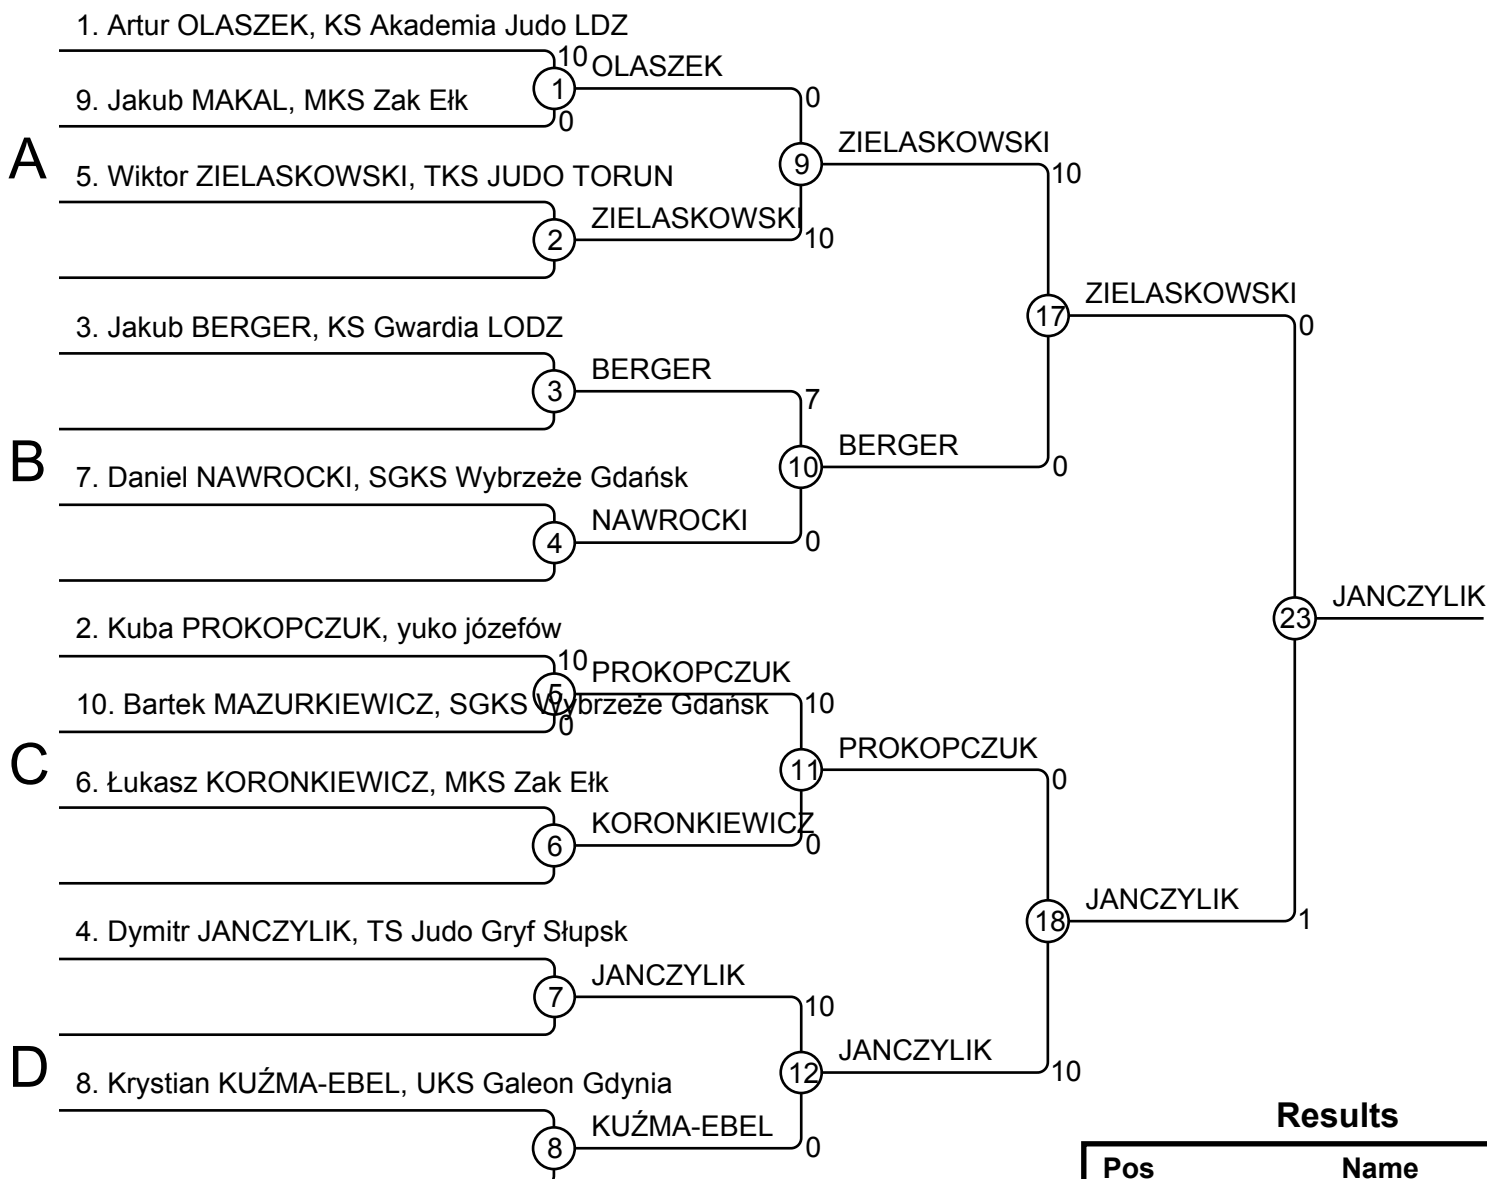 1. Artur OLASZEK, KS Akademia Judo LDZ
10
OLASZEK
1
0
9. Jakub MAKAL, MKS Zak Ełk
0
ZIELASKOWSKI
A
9
10
5. Wiktor ZIELASKOWSKI, TKS JUDO TORUN
ZIELASKOWSKI
2
10
ZIELASKOWSKI
17
0
3. Jakub BERGER, KS Gwardia LODZ
BERGER
3
7
BERGER
B
10
0
7. Daniel NAWROCKI, SGKS Wybrzeże Gdańsk
NAWROCKI
4
0
JANCZYLIK
23
2. Kuba PROKOPCZUK, yuko józefów
10
PROKOPCZUK
5
10
10. Bartek MAZURKIEWICZ, SGKS Wybrzeże Gdańsk
0
PROKOPCZUK
C
11
0
6. Łukasz KORONKIEWICZ, MKS Zak Ełk
KORONKIEWICZ
6
0
JANCZYLIK
18
1
4. Dymitr JANCZYLIK, TS Judo Gryf Słupsk
JANCZYLIK
7
10
JANCZYLIK
D
12
10
8. Krystian KUŹMA-EBEL, UKS Galeon Gdynia
KUŹMA-EBEL
8
0
Results
Pos Name